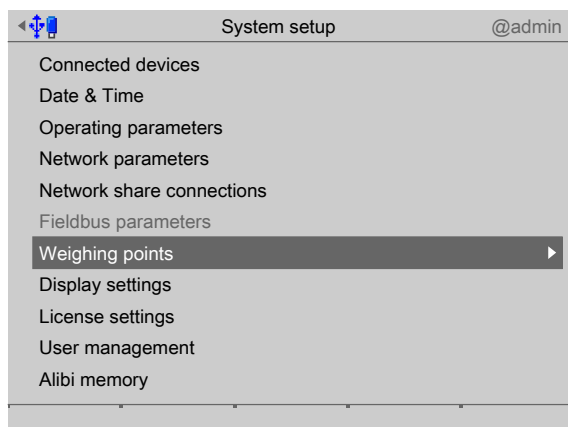 System setup @admin
Connected devices
Date & Time
Operating parameters
Network parameters
Network share connections
Fieldbus parameters
Weighing points
Display settings
License settings
User management
Alibi memory